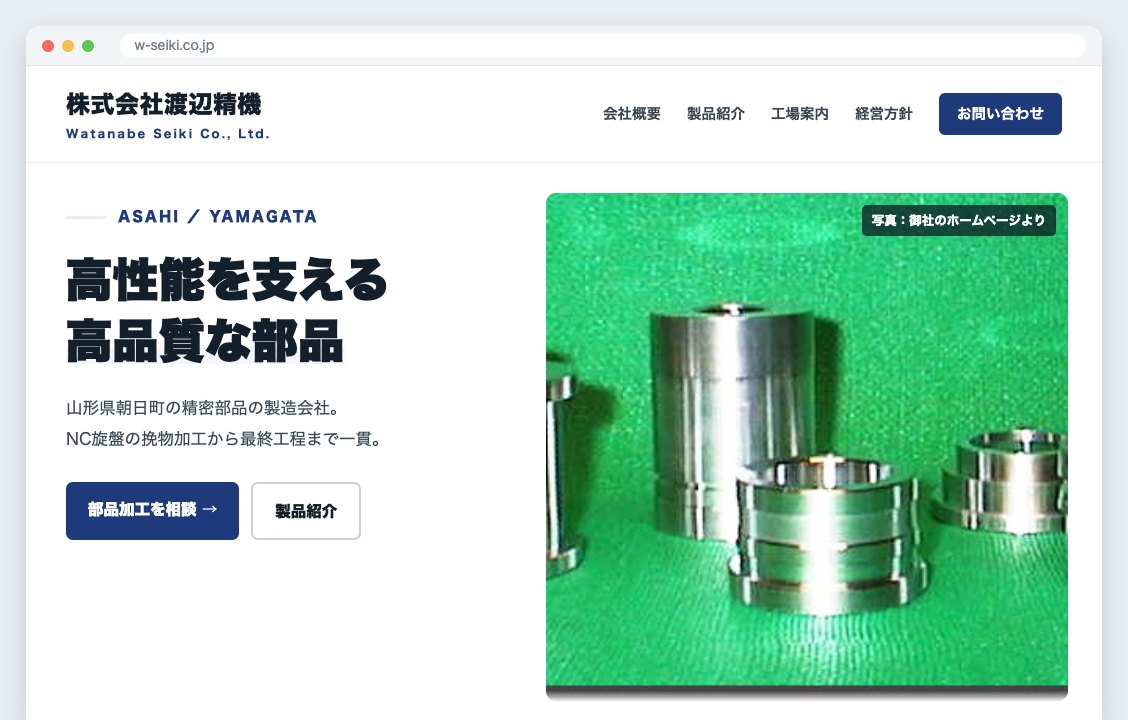 w-seiki.co.jp
株式会社渡辺精機
Watanabe Seiki Co., Ltd.
会社概要 製品紹介 工場案内 経営方針 お問い合わせ
ASAHI / YAMAGATA
写真：御社のホームページより
高性能を支える
高品質な部品
山形県朝日町の精密部品の製造会社。
NC旋盤の挽物加工から最終工程まで一貫。
部品加工を相談 → 製品紹介